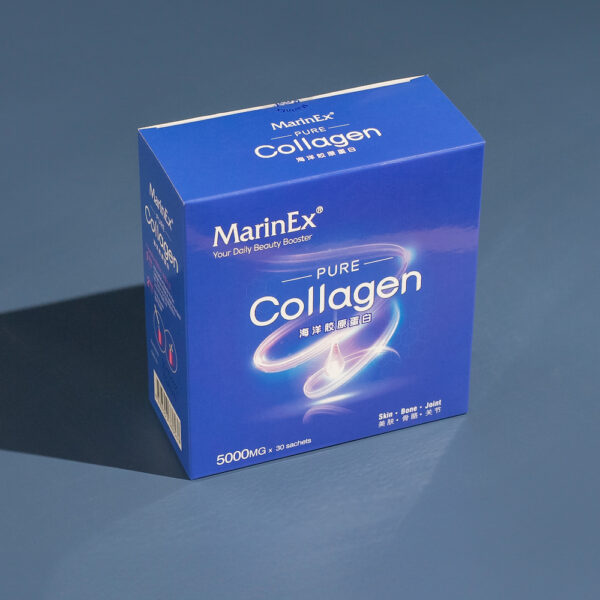 MarinEx®
PURE
Collagen
海洋胶原蛋白
MarinEx®
Your Daily Beauty Booster
PURE
Collagen
海洋胶原蛋白
Skin • Bone • Joint
美肤 • 骨骼 • 关节
5000MG x 30 sachets
MarinEx®
Collagen